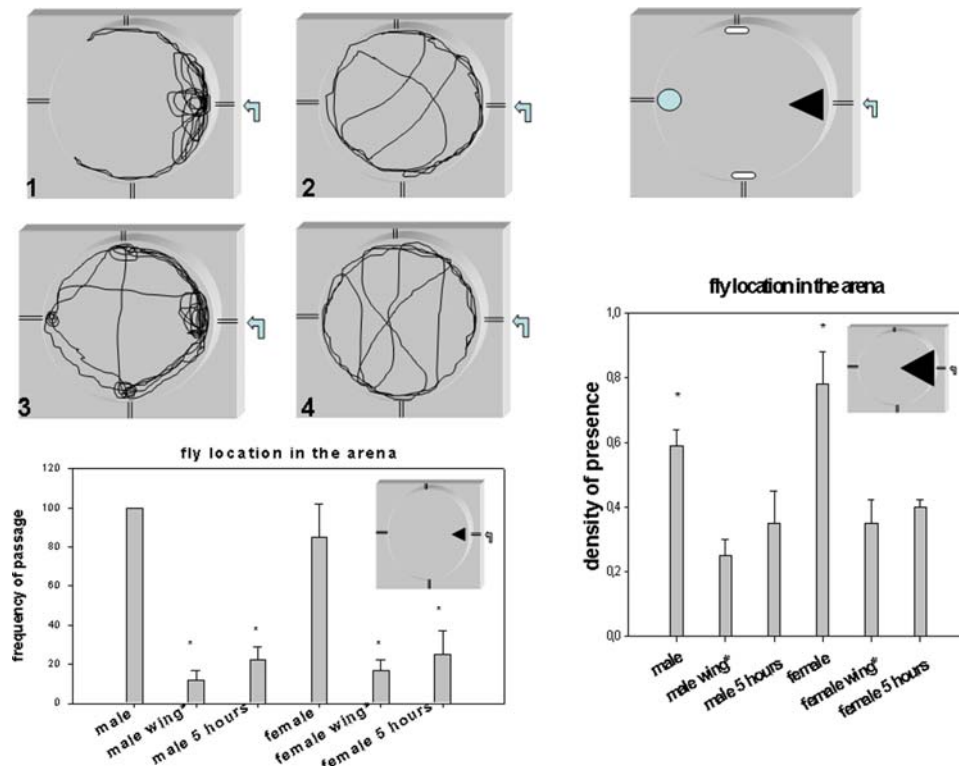 1
2
3
4
fly location in the arena
frequency of passage
120
100
80
60
40
20
0
*
*
*
*
male
male wing*
male 5 hours
female
female wing*
female 5 hours
fly location in the arena
density of presence
1,0
0,8
0,6
0,4
0,2
0,0
*
*
male
male wing*
male 5 hours
female
female wing*
female 5 hours